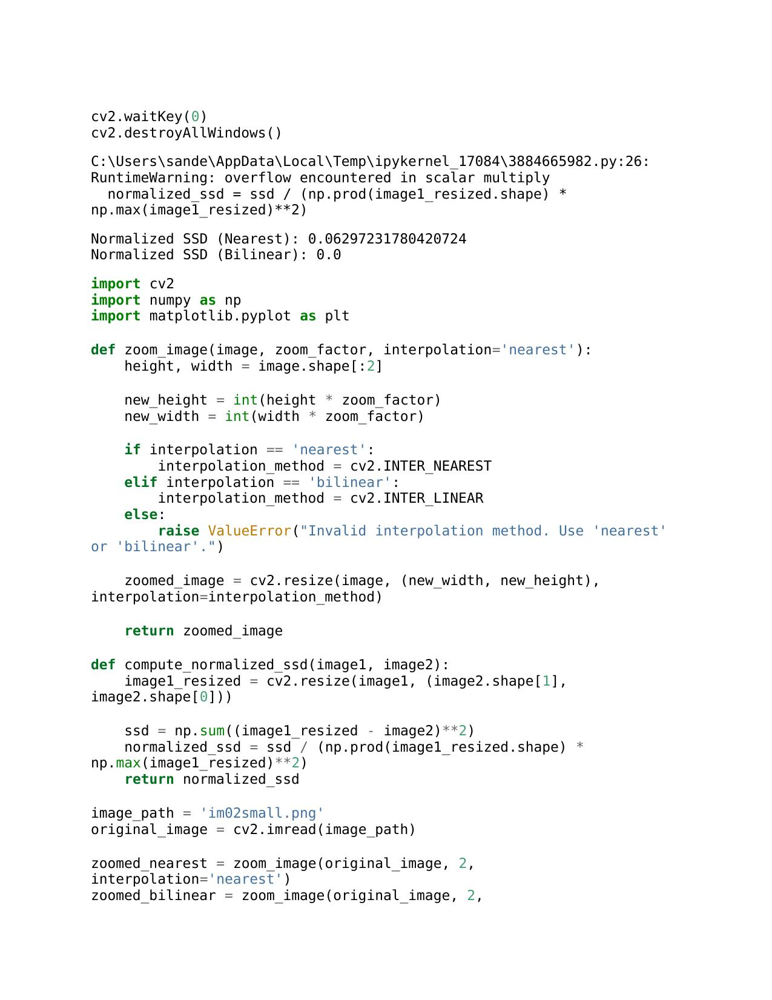 cv2.waitKey(0)
cv2.destroyAllWindows()
C:\Users\sande\AppData\Local\Temp\ipykernel_17084\3884665982.py:26:
RuntimeWarning: overflow encountered in scalar multiply
  normalized_ssd = ssd / (np.prod(image1_resized.shape) *
np.max(image1_resized)**2)
Normalized SSD (Nearest): 0.06297231780420724
Normalized SSD (Bilinear): 0.0
import cv2
import numpy as np
import matplotlib.pyplot as plt
def zoom_image(image, zoom_factor, interpolation='nearest'):
    height, width = image.shape[:2]
    new_height = int(height * zoom_factor)
    new_width = int(width * zoom_factor)
    if interpolation == 'nearest':
        interpolation_method = cv2.INTER_NEAREST
    elif interpolation == 'bilinear':
        interpolation_method = cv2.INTER_LINEAR
    else:
        raise ValueError("Invalid interpolation method. Use 'nearest'
or 'bilinear'.")
    zoomed_image = cv2.resize(image, (new_width, new_height),
interpolation=interpolation_method)
    return zoomed_image
def compute_normalized_ssd(image1, image2):
    image1_resized = cv2.resize(image1, (image2.shape[1],
image2.shape[0]))
    ssd = np.sum((image1_resized - image2)**2)
    normalized_ssd = ssd / (np.prod(image1_resized.shape) *
np.max(image1_resized)**2)
    return normalized_ssd
image_path = 'im02small.png'
original_image = cv2.imread(image_path)
zoomed_nearest = zoom_image(original_image, 2,
interpolation='nearest')
zoomed_bilinear = zoom_image(original_image, 2,